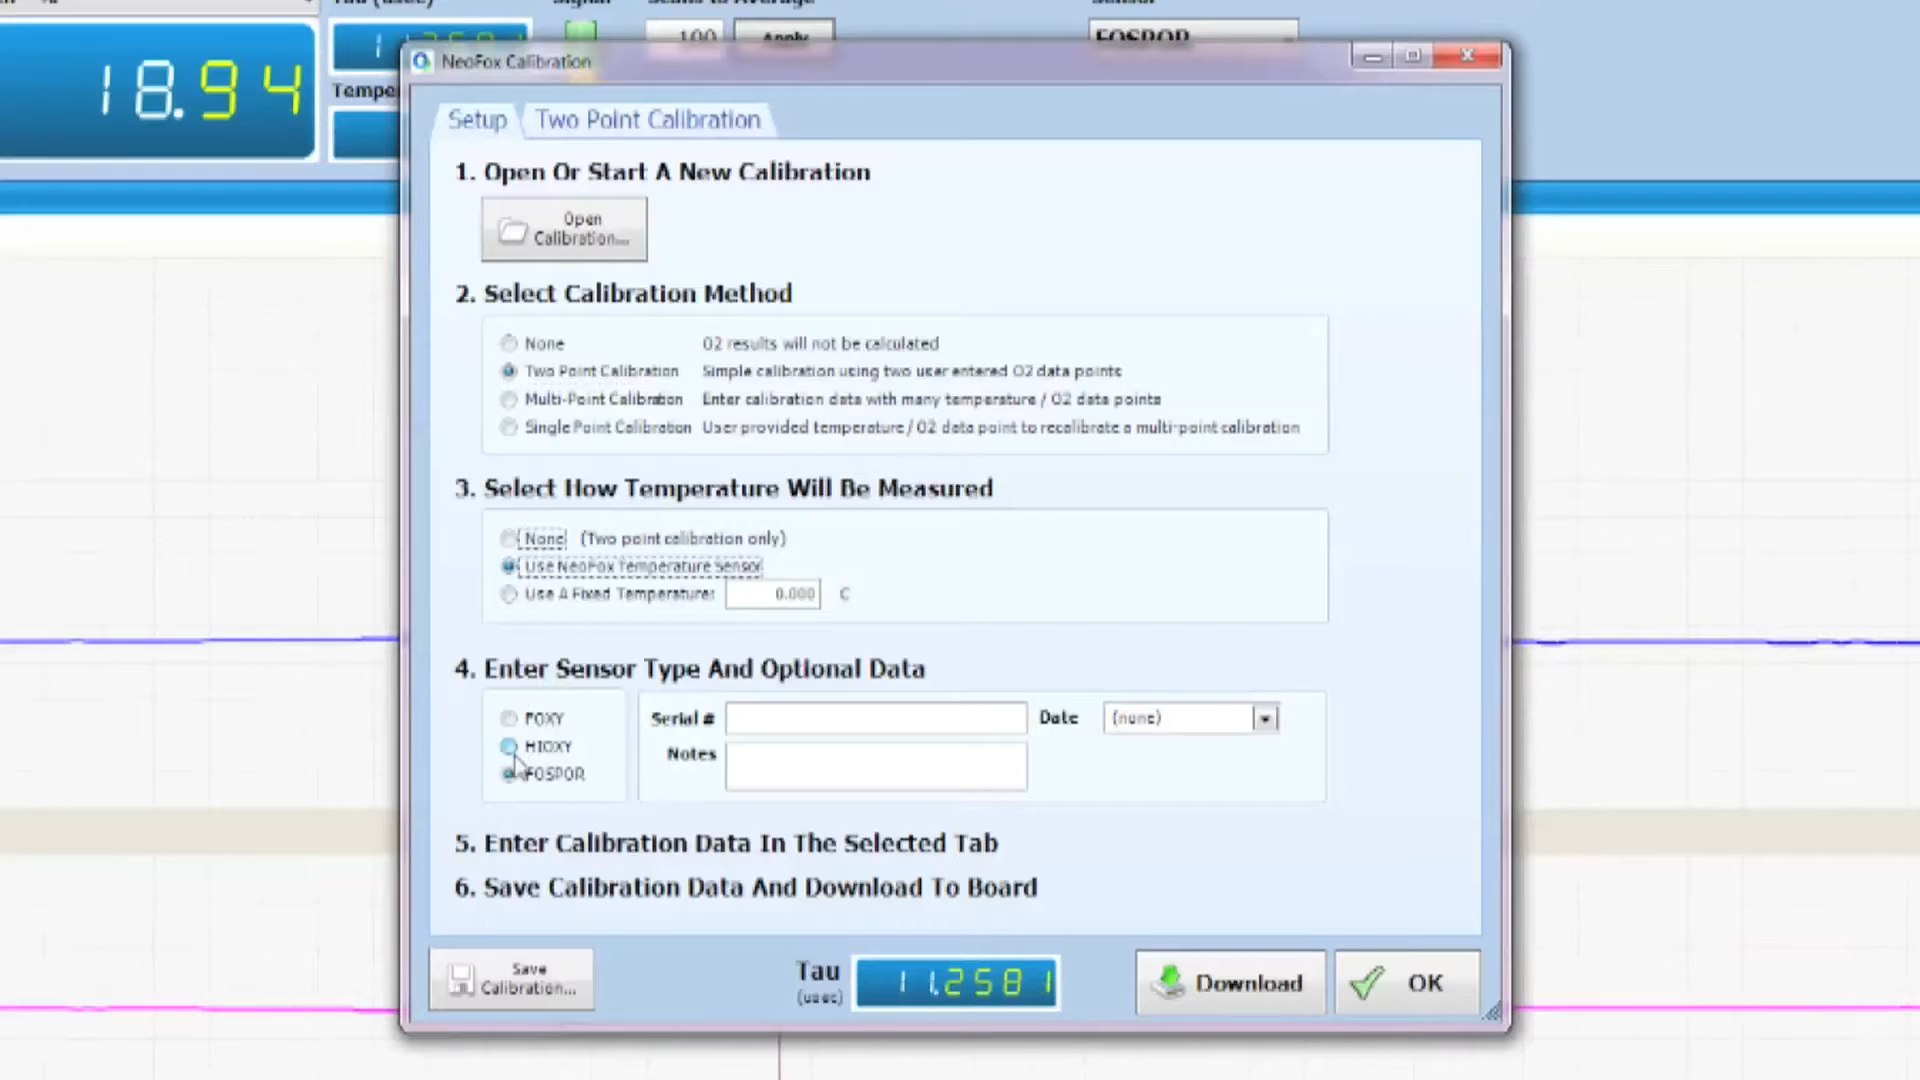 100
Apply
Sensor
FOSPOR
18.94
NeoFox Calibration
Setup
Two Point Calibration
1. Open Or Start A New Calibration
Open
Calibration...
2. Select Calibration Method
None O2 results will not be calculated
Two Point Calibration Simple calibration using two user entered O2 data points
Multi-Point Calibration Enter calibration data with many temperature / O2 data points
Single Point Calibration User provided temperature / O2 data point to recalibrate a multi-point calibration
3. Select How Temperature Will Be Measured
None (Two point calibration only)
Use NeoFox Temperature Sensor
Use A Fixed Temperature: 0.000 C
4. Enter Sensor Type And Optional Data
FOXY
HIOXY
FOSPOR
Serial #
Date (none)
Notes
5. Enter Calibration Data In The Selected Tab
6. Save Calibration Data And Download To Board
Save
Calibration...
Tau
(usec)
11.2581
Download
OK